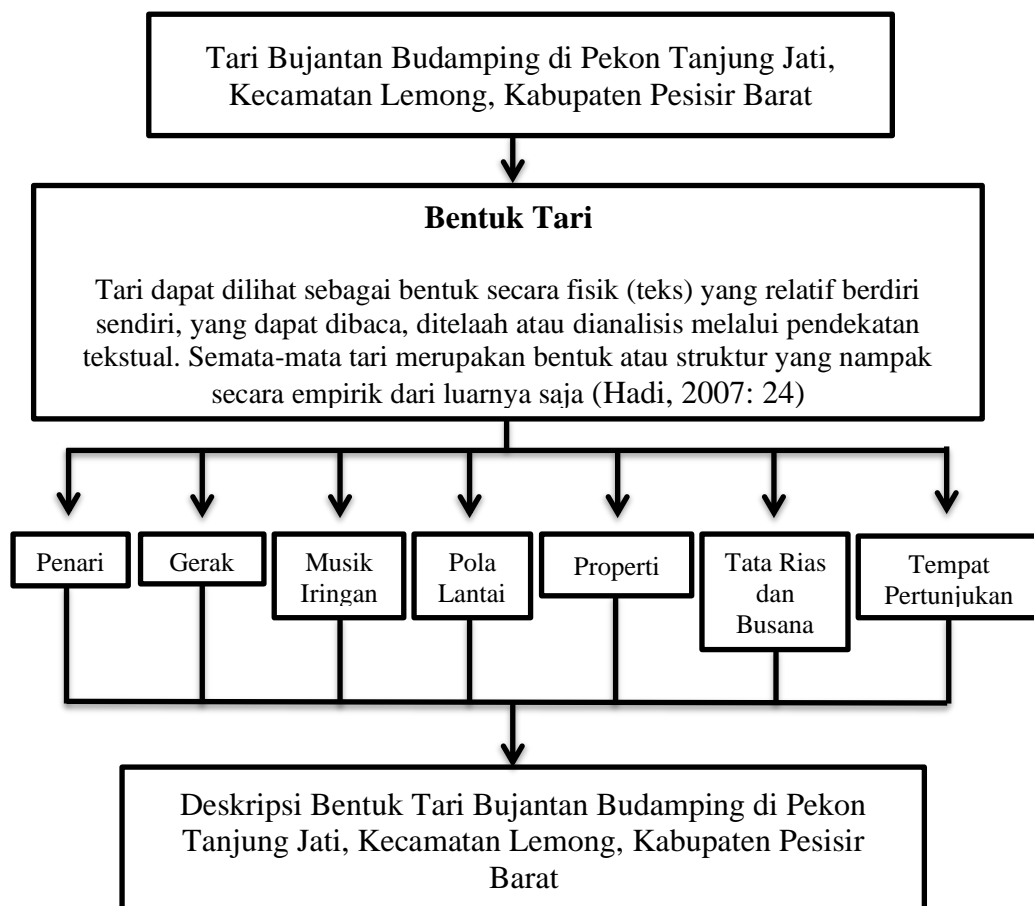 Tari Bujantan Budamping di Pekon Tanjung Jati,
Kecamatan Lemong, Kabupaten Pesisir Barat
Bentuk Tari
Tari dapat dilihat sebagai bentuk secara fisik (teks) yang relatif berdiri
sendiri, yang dapat dibaca, ditelaah atau dianalisis melalui pendekatan
tekstual. Semata-mata tari merupakan bentuk atau struktur yang nampak
secara empirik dari luarnya saja (Hadi, 2007: 24)
Penari
Gerak
Musik
Iringan
Pola
Lantai
Properti
Tata Rias
dan
Busana
Tempat
Pertunjukan
Deskripsi Bentuk Tari Bujantan Budamping di Pekon
Tanjung Jati, Kecamatan Lemong, Kabupaten Pesisir
Barat